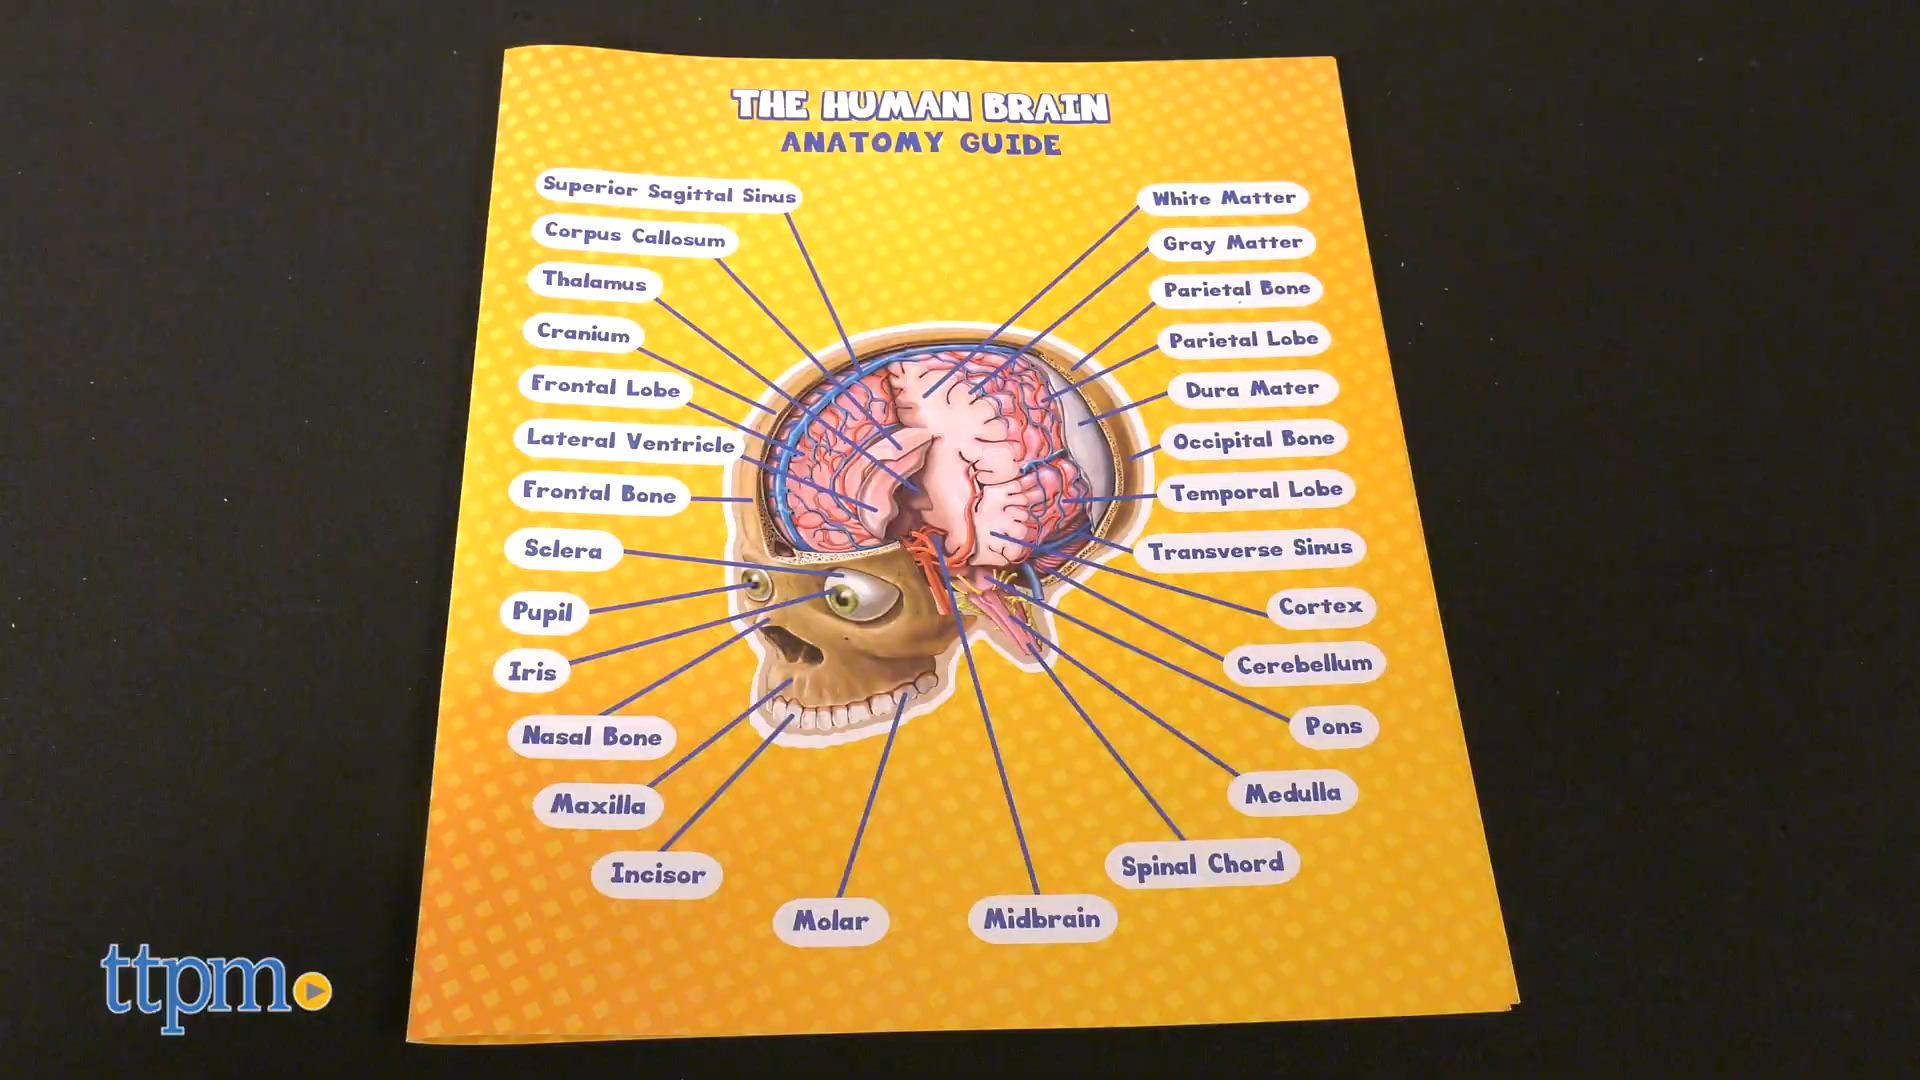 THE HUMAN BRAIN
ANATOMY GUIDE
Superior Sagittal Sinus
Corpus Callosum
Thalamus
Cranium
Frontal Lobe
Lateral Ventricle
Frontal Bone
Sclera
Pupil
Iris
Nasal Bone
Maxilla
Incisor
Molar
Midbrain
Spinal Chord
Medulla
Pons
Cerebellum
Cortex
Transverse Sinus
Temporal Lobe
Occipital Bone
Dura Mater
Parietal Lobe
Parietal Bone
Gray Matter
White Matter
ttpm